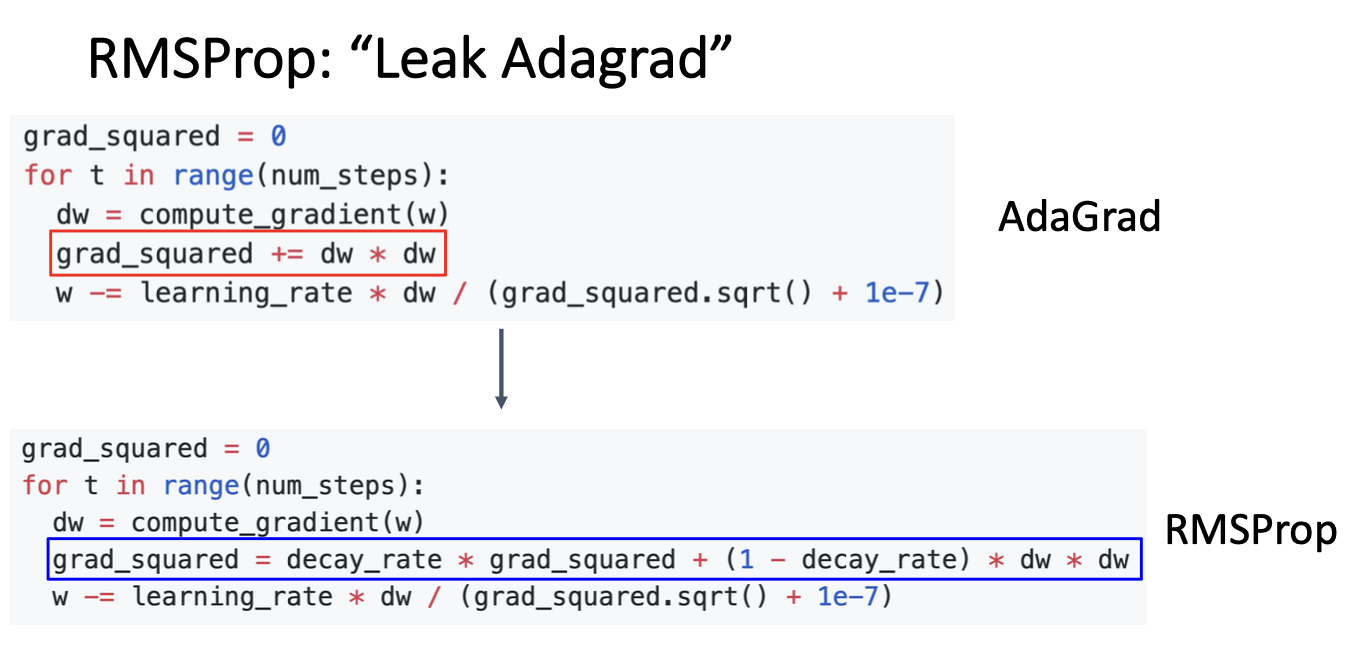 RMSProp: “Leak Adagrad”
grad_squared = 0
for t in range(num_steps):
  dw = compute_gradient(w)
  grad_squared += dw * dw
  w -= learning_rate * dw / (grad_squared.sqrt() + 1e-7)
AdaGrad
grad_squared = 0
for t in range(num_steps):
  dw = compute_gradient(w)
  grad_squared = decay_rate * grad_squared + (1 - decay_rate) * dw * dw
  w -= learning_rate * dw / (grad_squared.sqrt() + 1e-7)
RMSProp